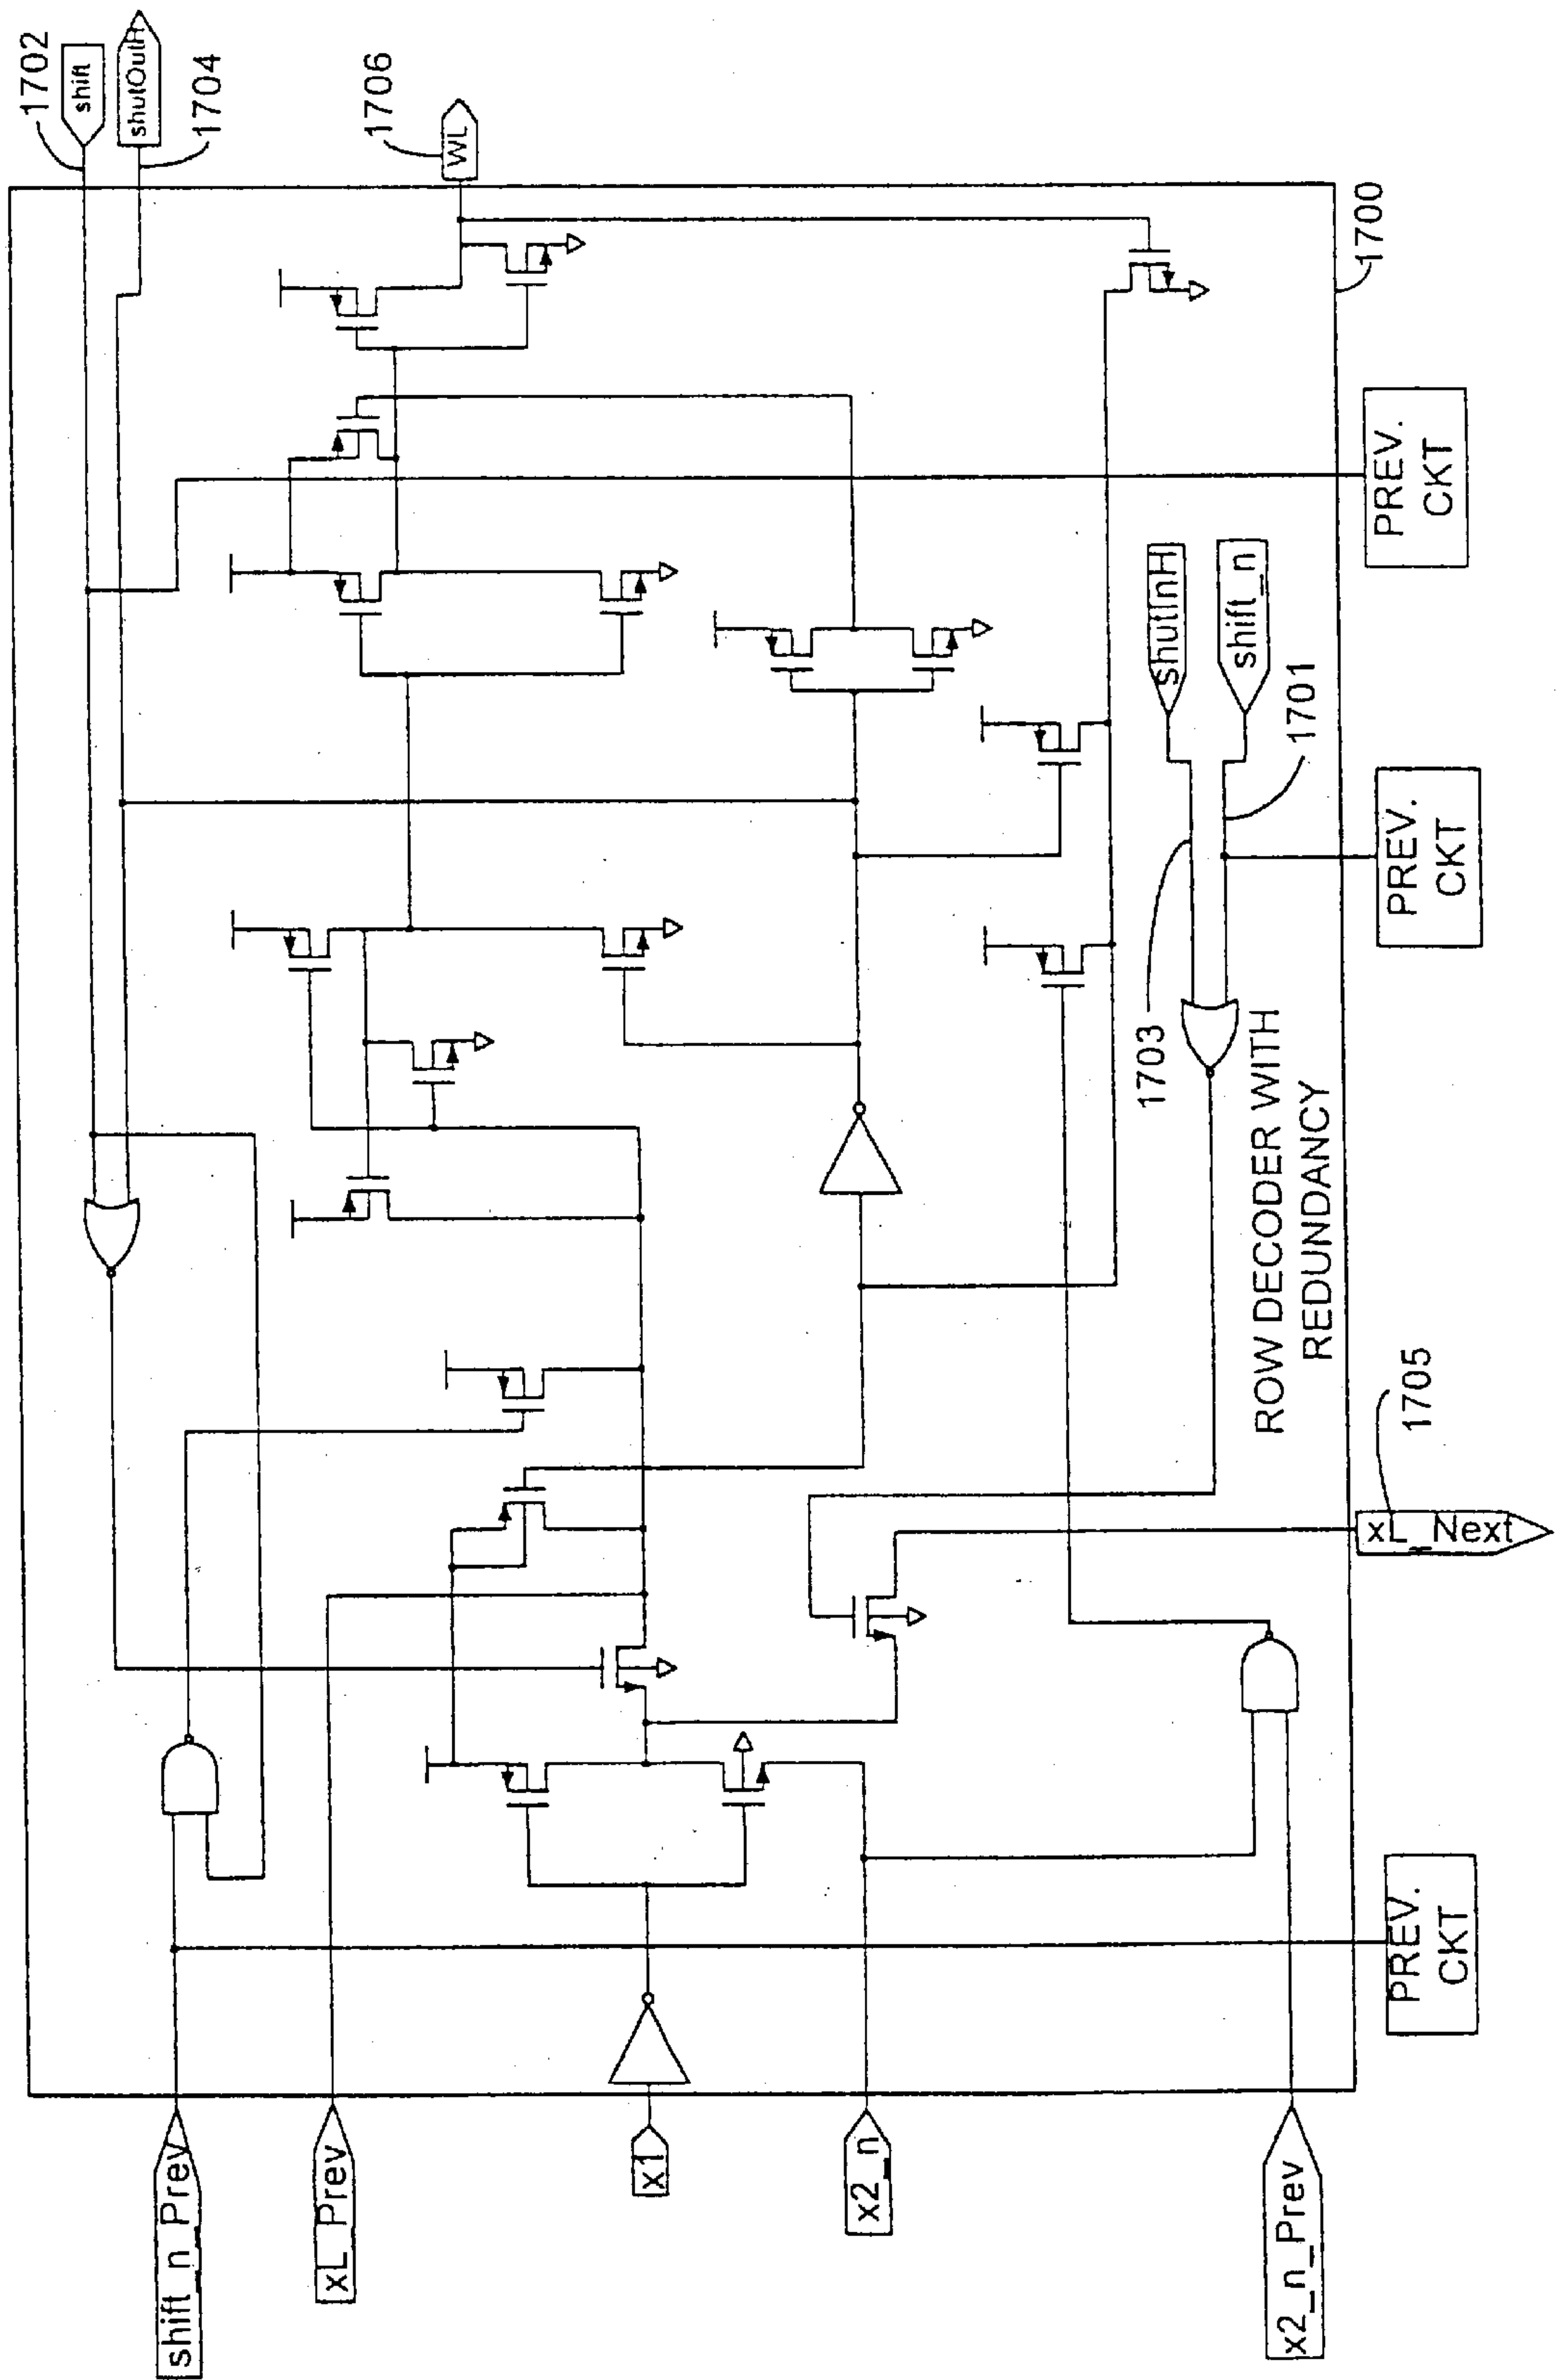 1702
shift
shutOutH
1704
1706
WL
1700
PREV.
CKT
shutInH
shift_n
1701
PREV.
CKT
1703
ROW DECODER WITH
REDUNDANCY
1705
xL_Next
PREV.
CKT
shift_n_Prev
xL_Prev
x1
x2_n
x2_n_Prev